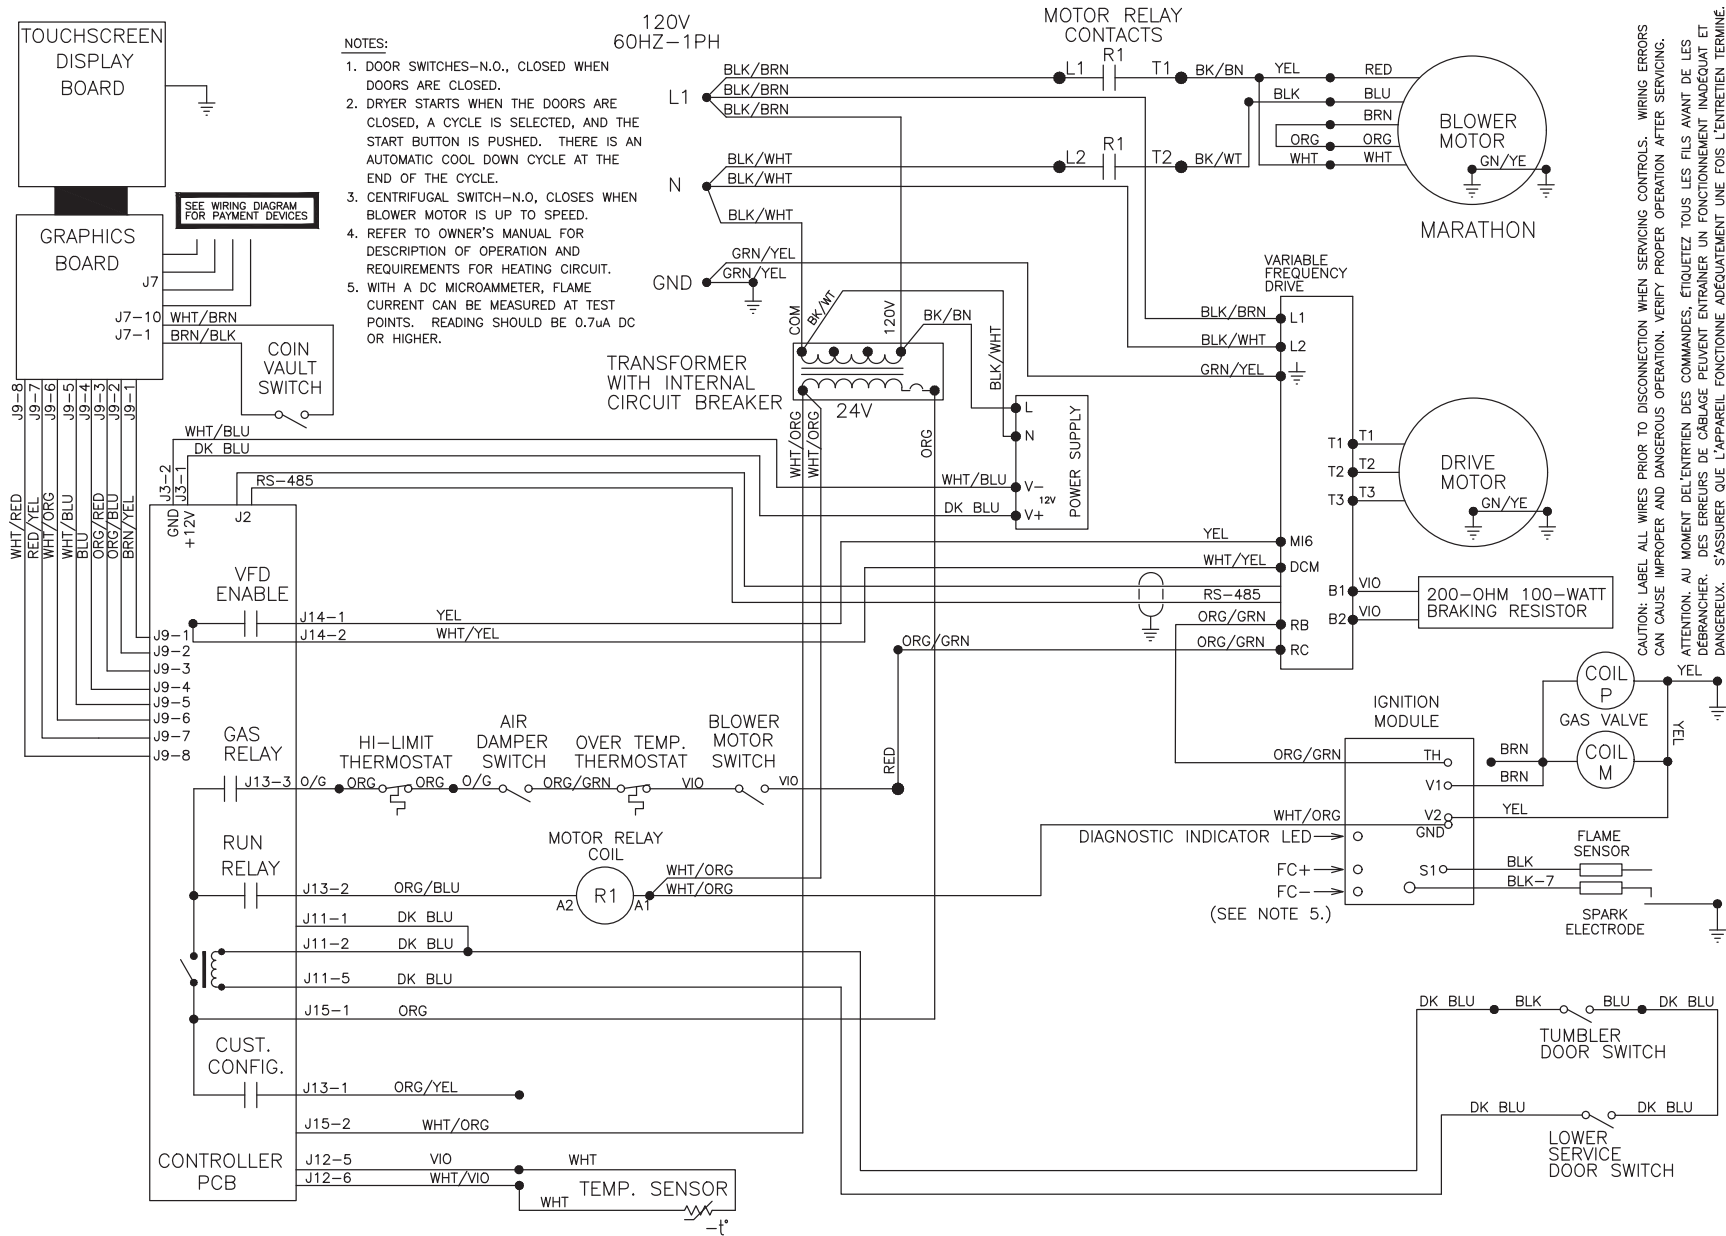 TOUCHSCREEN
DISPLAY
BOARD
SEE WIRING DIAGRAM
FOR PAYMENT DEVICES
GRAPHICS
BOARD
J7
J7-10
WHT/BRN
J7-1
BRN/BLK
COIN
VAULT
SWITCH
J9-8
J9-7
J9-6
J9-5
J9-4
J9-3
J9-2
J9-1
WHT/RED
RED/YEL
WHT/ORG
WHT/BLU
BLU
ORG/RED
ORG/BLU
BRN/YEL
NOTES:
1. DOOR SWITCHES-N.O., CLOSED WHEN
DOORS ARE CLOSED.
2. DRYER STARTS WHEN THE DOORS ARE
CLOSED, A CYCLE IS SELECTED, AND THE
START BUTTON IS PUSHED. THERE IS AN
AUTOMATIC COOL DOWN CYCLE AT THE
END OF THE CYCLE.
3. CENTRIFUGAL SWITCH-N.O, CLOSES WHEN
BLOWER MOTOR IS UP TO SPEED.
4. REFER TO OWNER'S MANUAL FOR
DESCRIPTION OF OPERATION AND
REQUIREMENTS FOR HEATING CIRCUIT.
5. WITH A DC MICROAMMETER, FLAME
CURRENT CAN BE MEASURED AT TEST
POINTS. READING SHOULD BE 0.7uA DC
OR HIGHER.
120V
60HZ-1PH
L1
BLK/BRN
BLK/BRN
BLK/BRN
N
BLK/WHT
BLK/WHT
BLK/WHT
GND
GRN/YEL
GRN/YEL
MOTOR RELAY
CONTACTS
L1
R1
T1
BK/BN
L2
R1
T2
BK/WT
YEL
RED
BLK
BLU
BRN
ORG
ORG
WHT
WHT
BLOWER
MOTOR
GN/YE
MARATHON
TRANSFORMER
WITH INTERNAL
CIRCUIT BREAKER
COM
BK/WT
120V
BK/BN
24V
WHT/ORG
WHT/ORG
ORG
BLK/WHT
L
N
V-
12V
V+
POWER SUPPLY
WHT/BLU
DK BLU
VARIABLE
FREQUENCY
DRIVE
BLK/BRN
L1
BLK/WHT
L2
GRN/YEL
T1
T1
T2
T2
T3
T3
DRIVE
MOTOR
GN/YE
YEL
MI6
WHT/YEL
DCM
RS-485
ORG/GRN
RB
ORG/GRN
RC
B1
VIO
B2
VIO
200-OHM 100-WATT
BRAKING RESISTOR
WHT/BLU
DK BLU
RS-485
J3-2
J3-1
GND
+12V
J2
VFD
ENABLE
J14-1
YEL
J14-2
WHT/YEL
J9-1
J9-2
J9-3
J9-4
J9-5
J9-6
J9-7
J9-8
GAS
RELAY
J13-3
O/G
HI-LIMIT
THERMOSTAT
ORG
ORG
O/G
AIR
DAMPER
SWITCH
ORG/GRN
OVER TEMP.
THERMOSTAT
VIO
BLOWER
MOTOR
SWITCH
VIO
RED
ORG/GRN
RUN
RELAY
J13-2
ORG/BLU
MOTOR RELAY
COIL
A2
R1
A1
WHT/ORG
WHT/ORG
J11-1
DK BLU
J11-2
DK BLU
J11-5
DK BLU
J15-1
ORG
CUST.
CONFIG.
J13-1
ORG/YEL
J15-2
WHT/ORG
CONTROLLER
PCB
J12-5
VIO
WHT
J12-6
WHT/VIO
WHT
TEMP. SENSOR
-t°
IGNITION
MODULE
ORG/GRN
TH
V1
WHT/ORG
V2
GND
DIAGNOSTIC INDICATOR LED
FC+
FC-
(SEE NOTE 5.)
S1
BRN
BRN
YEL
BLK
BLK-7
COIL
P
GAS VALVE
COIL
M
YEL
YEL
FLAME
SENSOR
SPARK
ELECTRODE
DK BLU
BLK
BLU
DK BLU
TUMBLER
DOOR SWITCH
DK BLU
DK BLU
LOWER
SERVICE
DOOR SWITCH
CAUTION: LABEL ALL WIRES PRIOR TO DISCONNECTION WHEN SERVICING CONTROLS. WIRING ERRORS
CAN CAUSE IMPROPER AND DANGEROUS OPERATION. VERIFY PROPER OPERATION AFTER SERVICING.
ATTENTION. AU MOMENT DEL'ENTRETIEN DES COMMANDES, ÉTIQUETEZ TOUS LES FILS AVANT DE LES
DÉBRANCHER. DES ERREURS DE CÂBLAGE PEUVENT ENTRAÎNER UN FONCTIONNEMENT INADÉQUAT ET
DANGEREUX. S'ASSURER QUE L'APPAREIL FONCTIONNE ADÉQUATEMENT UNE FOIS L'ENTRETIEN TERMINÉ.